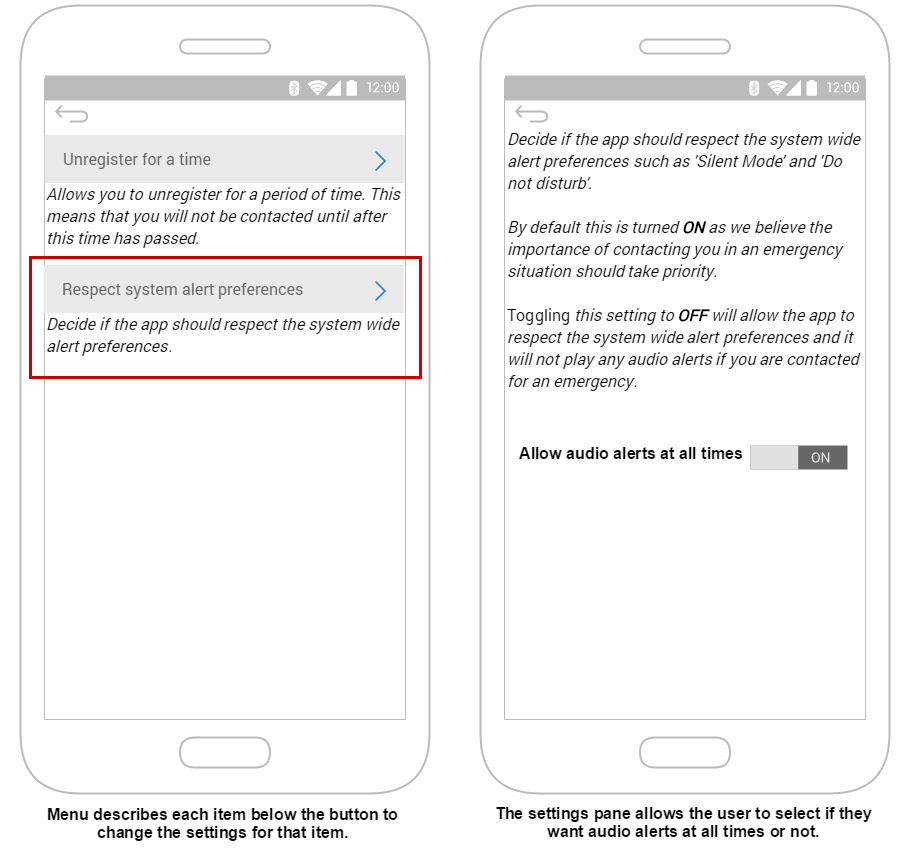 12:00
Unregister for a time
Allows you to unregister for a period of time. This
means that you will not be contacted until after
this time has passed.
Respect system alert preferences
Decide if the app should respect the system wide
alert preferences.
Menu describes each item below the button to
change the settings for that item.
12:00
Decide if the app should respect the system wide
alert preferences such as 'Silent Mode' and 'Do
not disturb'.
By default this is turned ON as we believe the
importance of contacting you in an emergency
situation should take priority.
Toggling this setting to OFF will allow the app to
respect the system wide alert preferences and it
will not play any audio alerts if you are contacted
for an emergency.
Allow audio alerts at all times ON
The settings pane allows the user to select if they
want audio alerts at all times or not.